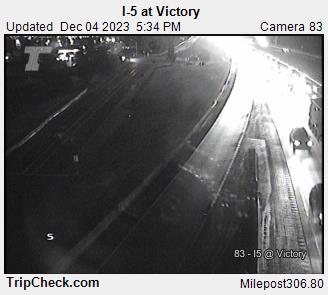 I-5 at Victory
Updated Dec 04 2023 5:34 PM Camera 83
TT
S
83 - I5 @ Victory
TripCheck.com Milepost306.80